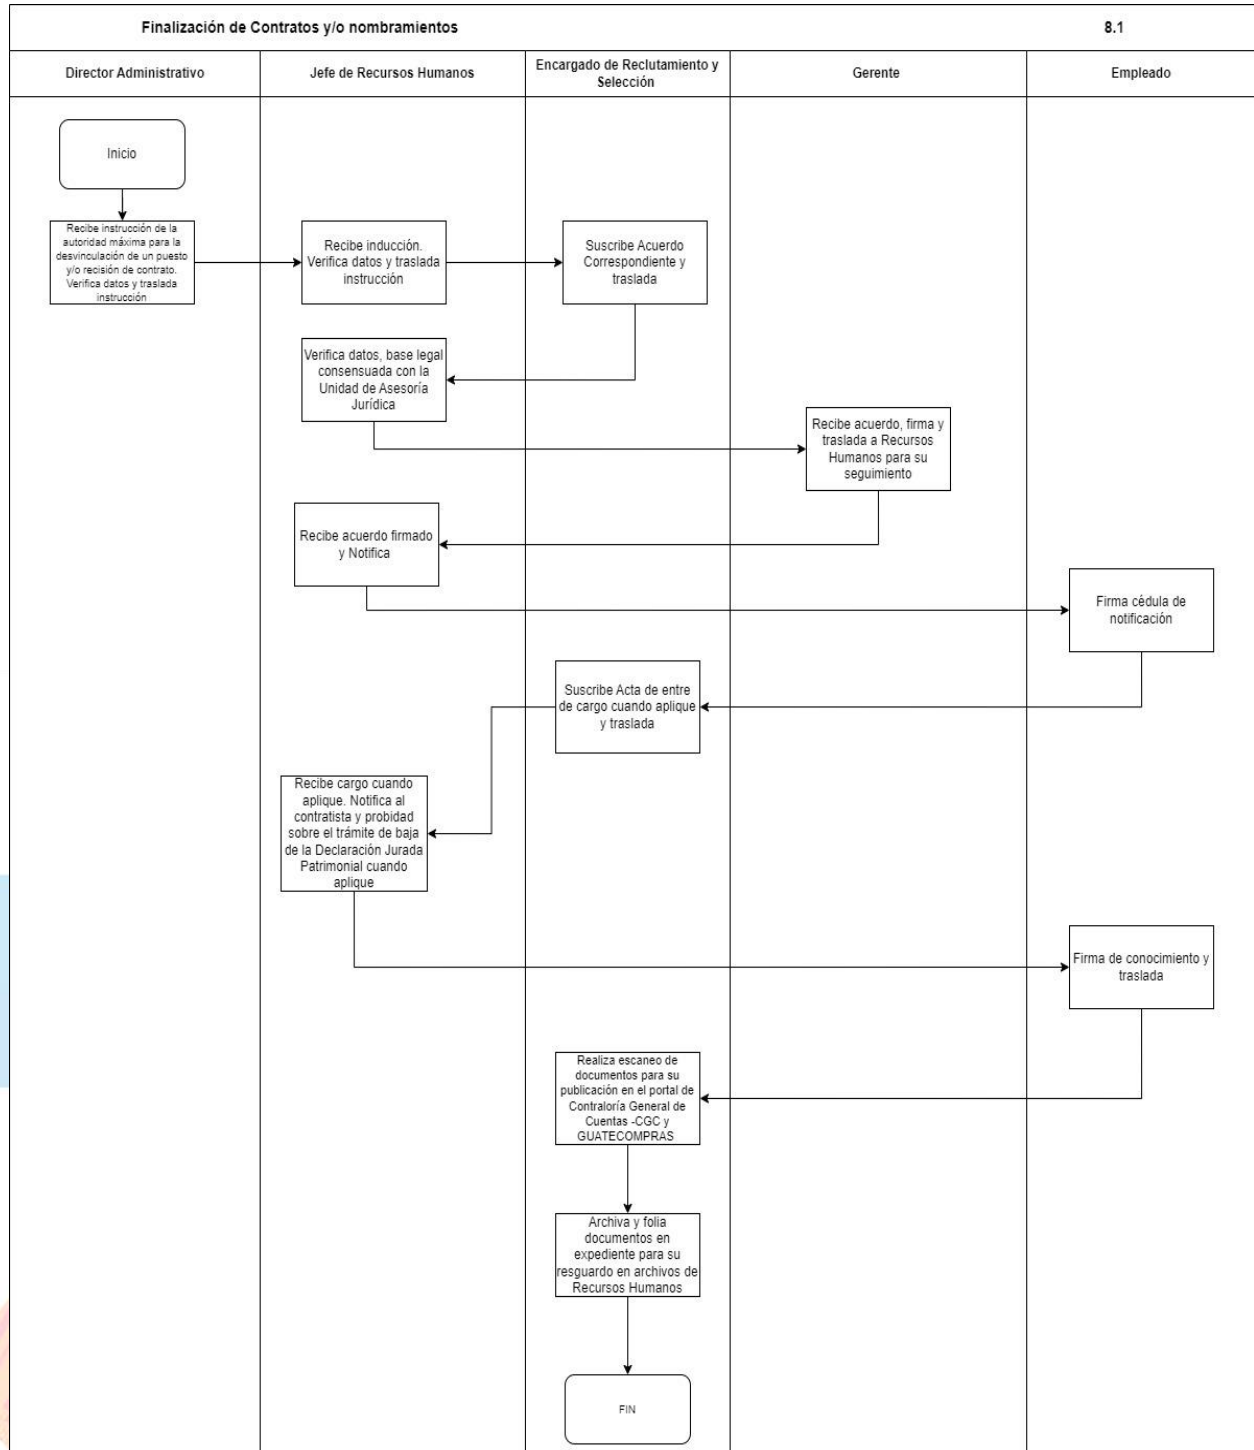 Finalización de Contratos y/o nombramientos
8.1
Director Administrativo
Jefe de Recursos Humanos
Encargado de Reclutamiento y
Selección
Gerente
Empleado
Inicio
Recibe instrucción de la
autoridad máxima para la
desvinculación de un puesto
y/o recisión de contrato.
Verifica datos y traslada
instrucción
Recibe inducción.
Verifica datos y traslada
instrucción
Suscribe Acuerdo
Correspondiente y
traslada
Verifica datos, base legal
consensuada con la
Unidad de Asesoría
Jurídica
Recibe acuerdo, firma y
traslada a Recursos
Humanos para su
seguimiento
Recibe acuerdo firmado
y Notifica
Firma cédula de
notificación
Suscribe Acta de entre
de cargo cuando aplique
y traslada
Recibe cargo cuando
aplique. Notifica al
contratista y probidad
sobre el trámite de baja
de la Declaración Jurada
Patrimonial cuando
aplique
Firma de conocimiento y
traslada
Realiza escaneo de
documentos para su
publicación en el portal de
Contraloría General de
Cuentas -CGC y
GUATECOMPRAS
Archiva y folia
documentos en
expediente para su
resguardo en archivos de
Recursos Humanos
FIN